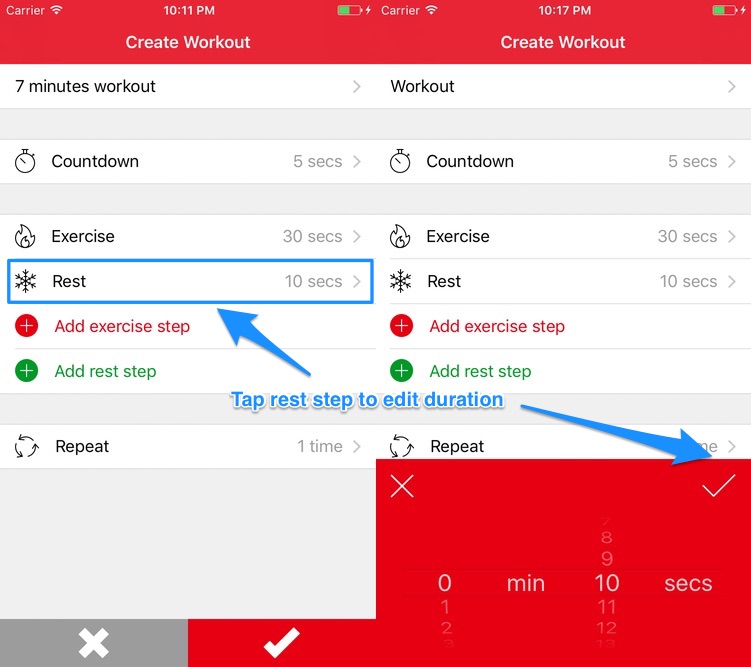 Carrier 10:11 PM
Create Workout
7 minutes workout
Countdown 5 secs
Exercise 30 secs
Rest 10 secs
Add exercise step
Add rest step
Repeat 1 time
Carrier 10:17 PM
Create Workout
Workout
Countdown 5 secs
Exercise 30 secs
Rest 10 secs
Add exercise step
Add rest step
Tap rest step to edit duration
Repeat me
7
8
9
0 min 10 secs
1 11
2 12
3 13